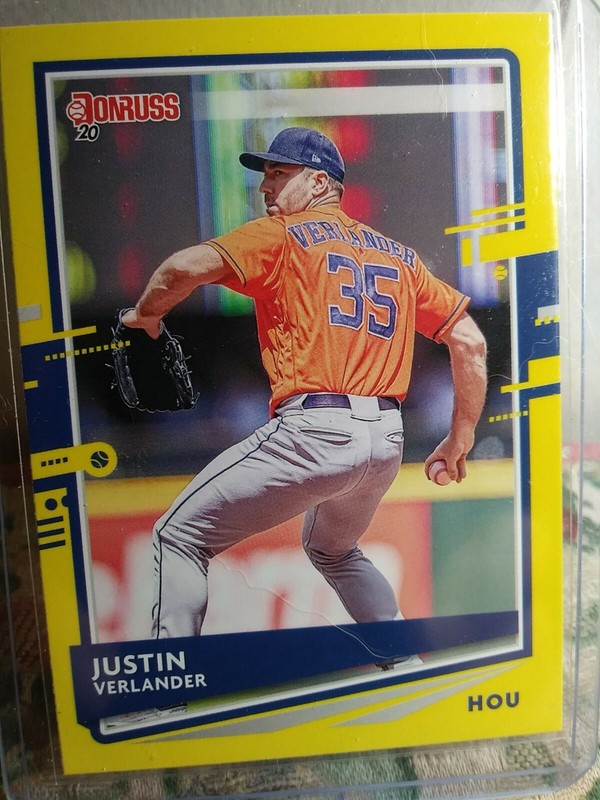 DONRUSS
'20
VERLANDER
35
JUSTIN
VERLANDER
HOU